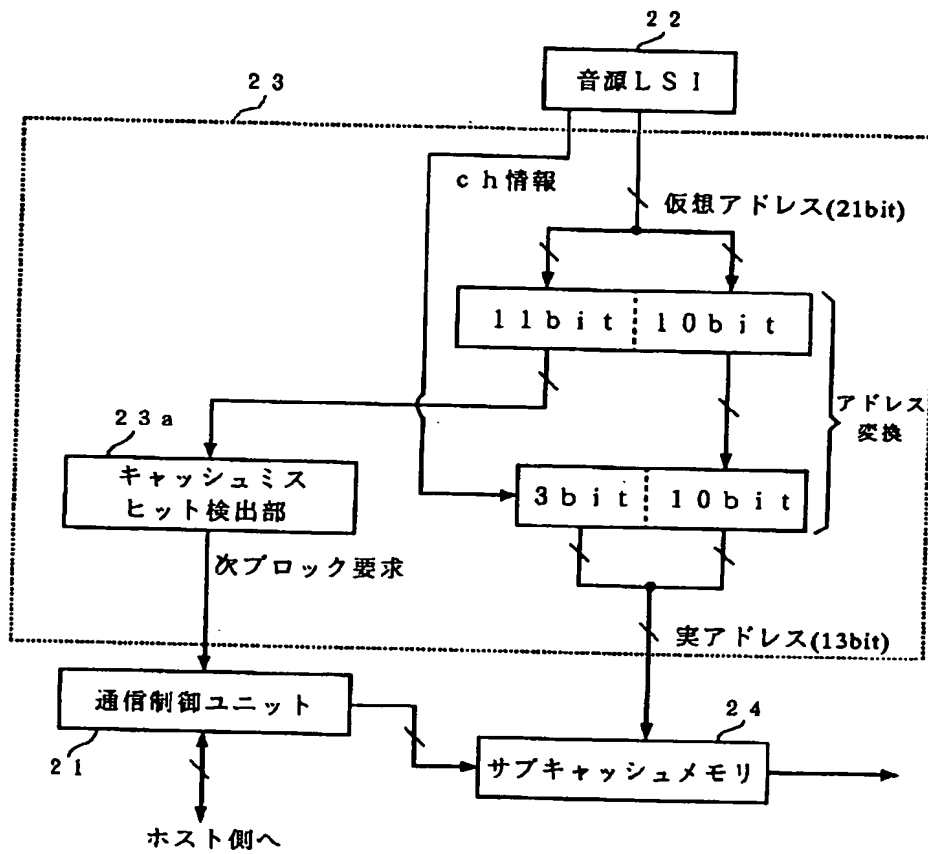 ２２
音源ＬＳＩ
２３
ｃｈ情報
仮想アドレス(21bit)
１１ｂｉｔ
１０ｂｉｔ
アドレス
変換
２３ａ
キャッシュミス
ヒット検出部
３ｂｉｔ
１０ｂｉｔ
次ブロック要求
実アドレス(13bit)
通信制御ユニット
２１
２４
サブキャッシュメモリ
ホスト側へ